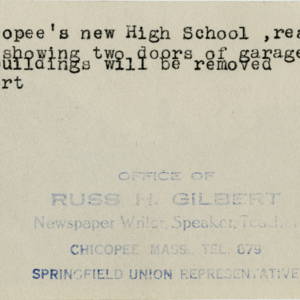 opee's new High School ,rea
showing two doors of garage
uildings will be removed
rt
OFFICE OF
RUSS H. GILBERT
Newspaper Writer, Speaker, Teach
CHICOPEE MASS. TEL. 679
SPRINGFIELD UNION REPRESENTATIVE